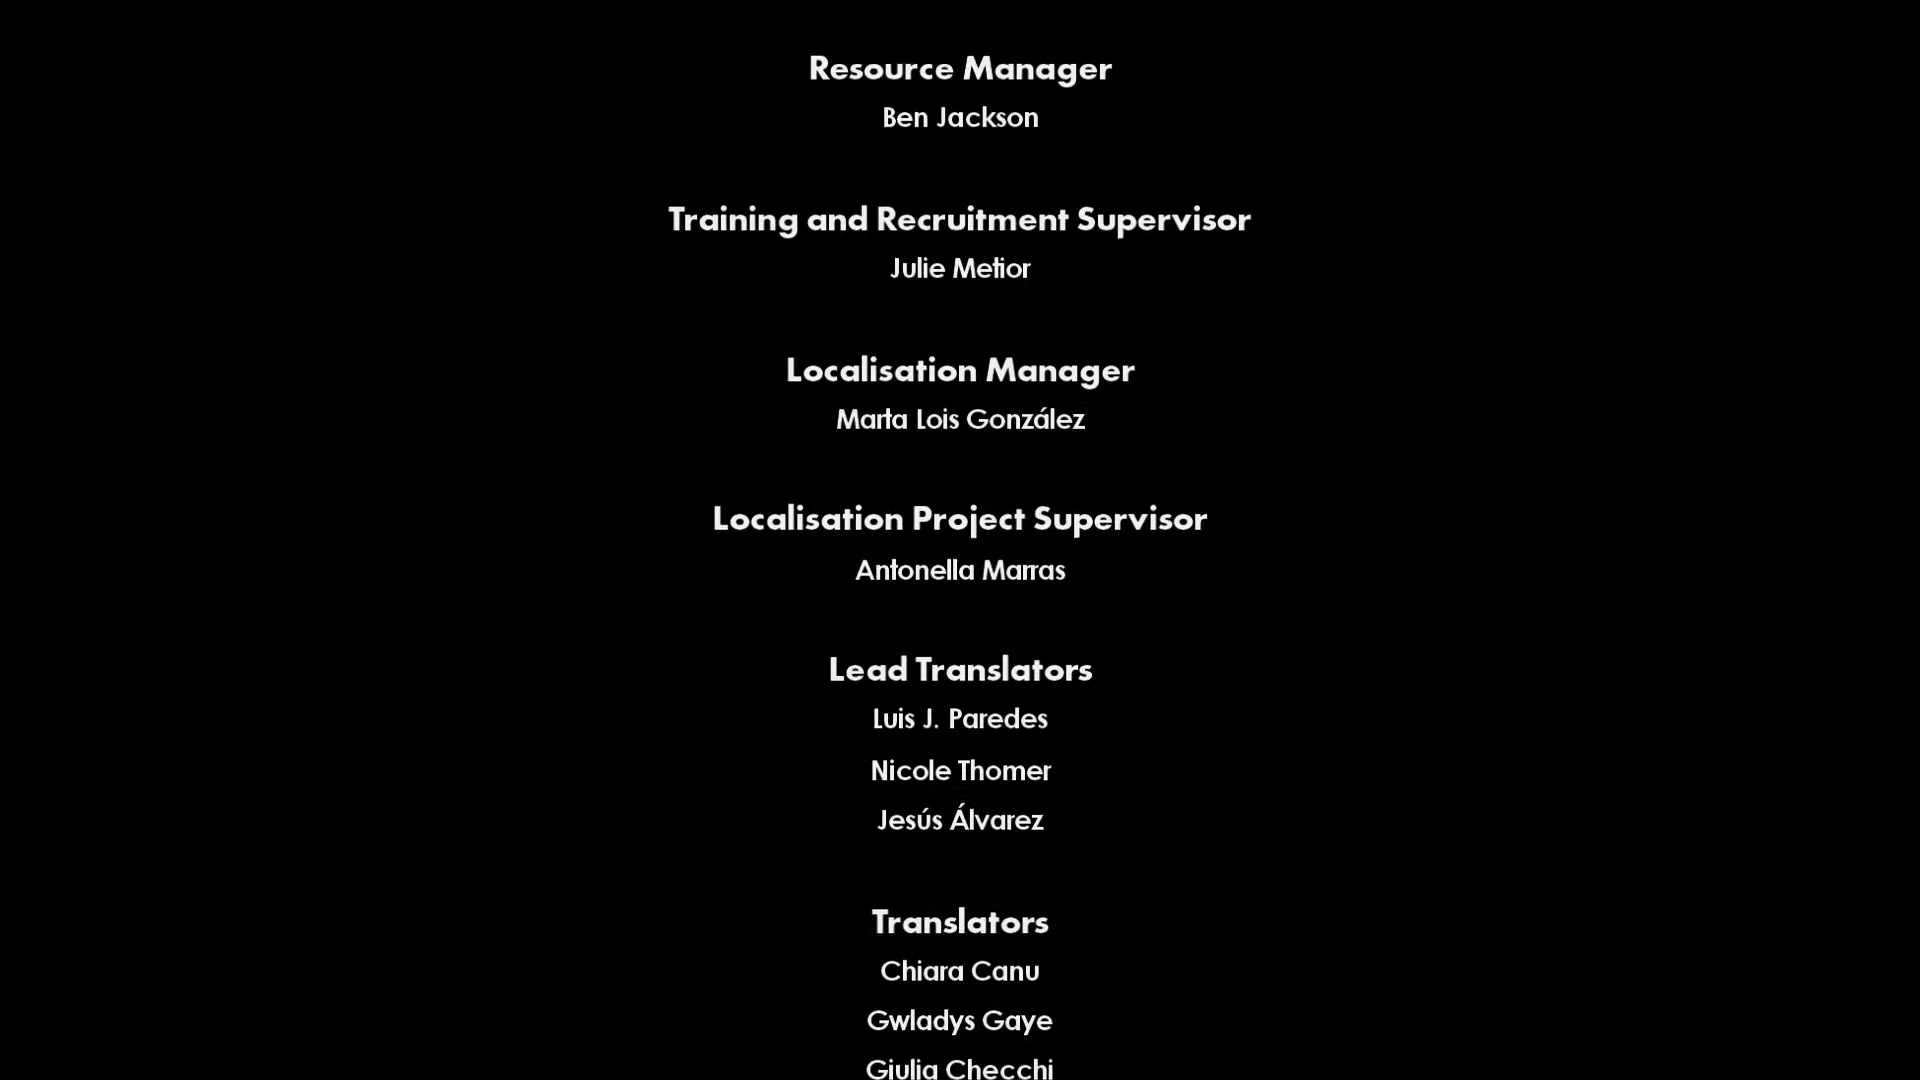 Resource Manager
Ben Jackson
Training and Recruitment Supervisor
Julie Metior
Localisation Manager
Marta Lois González
Localisation Project Supervisor
Antonella Marras
Lead Translators
Luis J. Paredes
Nicole Thomer
Jesús Álvarez
Translators
Chiara Canu
Gwladys Gaye
Giulia Checchi